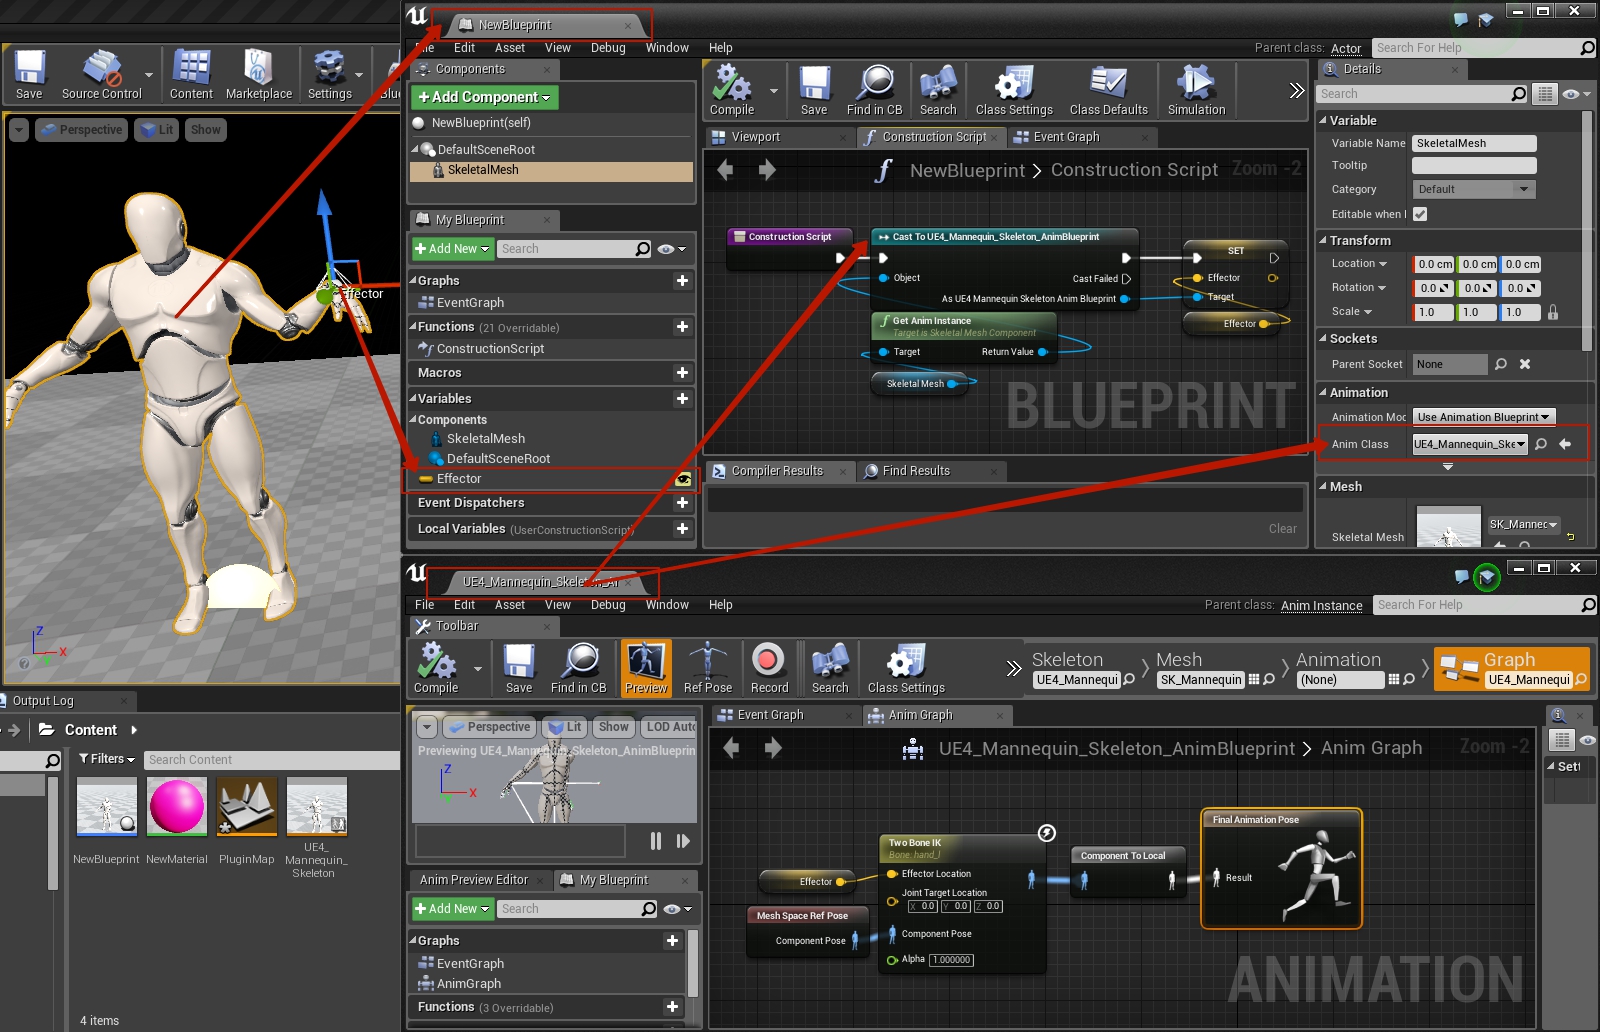 Save
Source Control
Content
Marketplace
Settings
Perspective
Lit
Show
Effector
Z
X
Output Log
Content
Filters
Search Content
NewBlueprint
NewMaterial
PluginMap
UE4_
Mannequin_
Skeleton
4 items
NewBlueprint
File Edit Asset View Debug Window Help
Parent class: Actor
Search For Help
Components
+Add Component
NewBlueprint(self)
DefaultSceneRoot
SkeletalMesh
My Blueprint
+Add New
Search
Graphs
EventGraph
Functions (21 Overridable)
ConstructionScript
Macros
Variables
Components
SkeletalMesh
DefaultSceneRoot
Effector
Event Dispatchers
Local Variables (UserConstructionScript)
Compile
Save
Find in CB
Search
Class Settings
Class Defaults
Simulation
Viewport
Construction Script
Event Graph
NewBlueprint > Construction Script
Zoom -2
Construction Script
Cast To UE4_Mannequin_Skeleton_AnimBlueprint
Object
Cast Failed
As UE4 Mannequin Skeleton Anim Blueprint
SET
Effector
Target
Effector
Get Anim Instance
Target is Skeletal Mesh Component
Target
Return Value
Skeletal Mesh
BLUEPRINT
Compiler Results
Find Results
Clear
Details
Search
Variable
Variable Name SkeletalMesh
Tooltip
Category Default
Editable when
Transform
Location 0.0 cm 0.0 cm 0.0 cm
Rotation 0.0 0.0 0.0
Scale 1.0 1.0 1.0
Sockets
Parent Socket None
Animation
Animation Mod Use Animation Blueprint
Anim Class UE4_Mannequin_Ske
Mesh
Skeletal Mesh SK_Manneq
UE4_Mannequin_Skeleton_An
File Edit Asset View Debug Window Help
Parent class: Anim Instance
Search For Help
Toolbar
Compile
Save
Find in CB
Preview
Ref Pose
Record
Search
Class Settings
Skeleton
UE4_Mannequi
Mesh
SK_Mannequin
Animation
(None)
Graph
UE4_Mannequi
Perspective
Lit
Show
LOD Auto
Previewing UE4_Mannequin_Skeleton_AnimBlueprin
Z
X
Anim Preview Editor
My Blueprint
+Add New
Search
Graphs
EventGraph
AnimGraph
Functions (3 Overridable)
Event Graph
Anim Graph
UE4_Mannequin_Skeleton_AnimBlueprint > Anim Graph
Zoom -2
Effector
Mesh Space Ref Pose
Component Pose
Two Bone IK
Bone: hand_l
Effector Location
Joint Target Location
X 0.0 Y 0.0 Z 0.0
Component Pose
Alpha 1.000000
Component To Local
Final Animation Pose
Result
ANIMATION
Sett